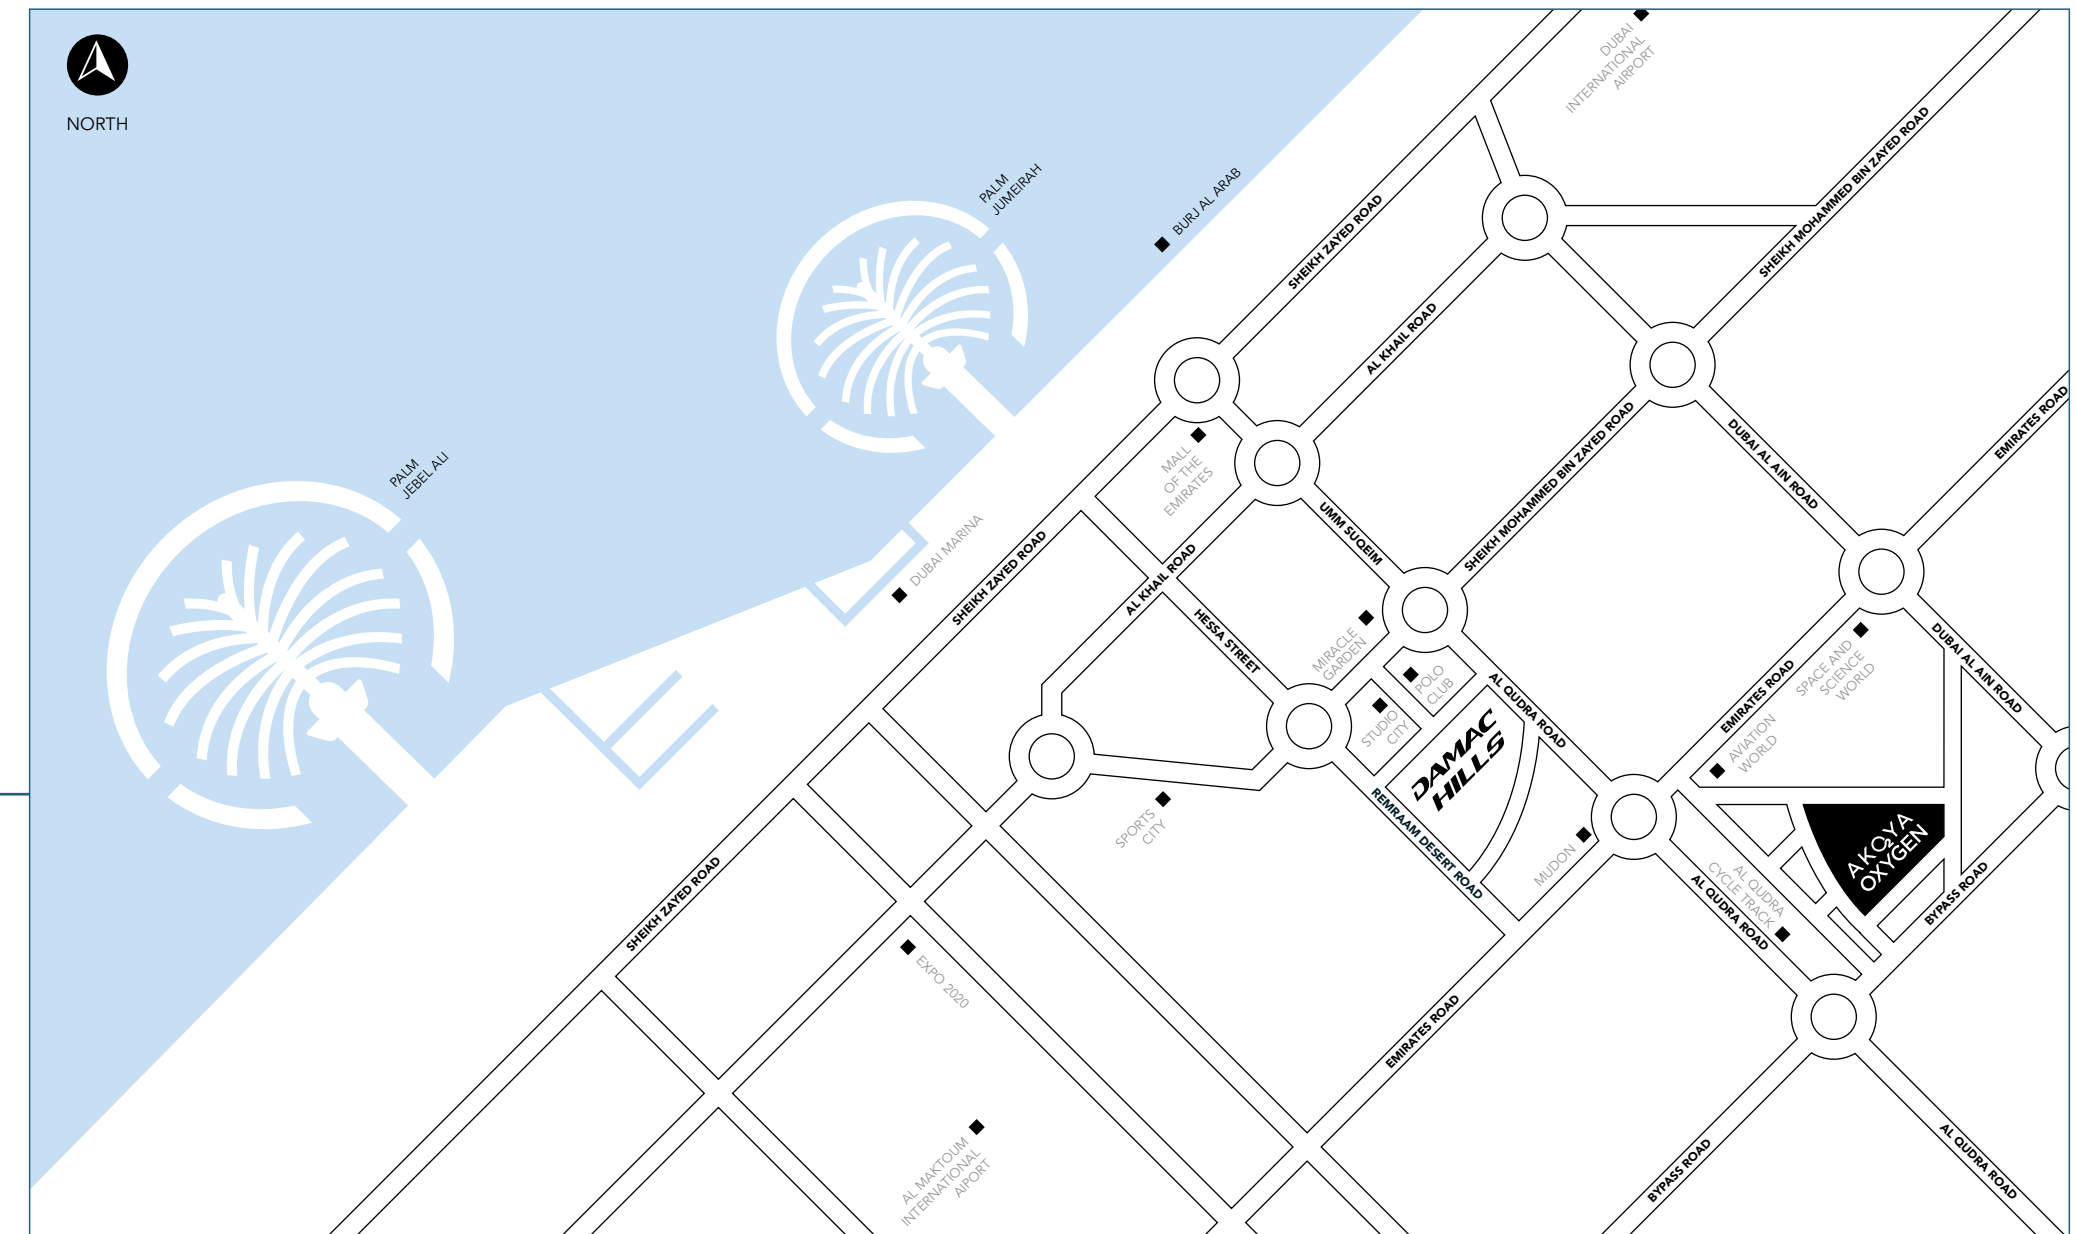 NORTH
DUBAI
INTERNATIONAL
AIRPORT
SHEIKH MOHAMMED BIN ZAYED ROAD
PALM
JUMEIRAH
BURJ AL ARAB
SHEIKH ZAYED ROAD
AL KHAIL ROAD
EMIRATES ROAD
PALM
JEBEL ALI
MALL
OF THE
EMIRATES
UMM SUQEIM
SHEIKH MOHAMMED BIN ZAYED ROAD
DUBAI AL AIN ROAD
DUBAI MARINA
SHEIKH ZAYED ROAD
AL KHAIL ROAD
HESSA STREET
MIRACLE
GARDEN
POLO
CLUB
STUDIO
CITY
AL QUDRA ROAD
DAMAC
HILLS
EMIRATES ROAD
SPACE AND
SCIENCE
WORLD
DUBAI AL AIN ROAD
AVIATION
WORLD
SPORTS
CITY
REMRAAM DESERT ROAD
MUDON
AKOYA
OXYGEN
AL QUDRA
CYCLE TRACK
AL QUDRA ROAD
BYPASS ROAD
SHEIKH ZAYED ROAD
EXPO 2020
EMIRATES ROAD
AL MAKTOUM
INTERNATIONAL
AIPORT
BYPASS ROAD
AL QUDRA ROAD